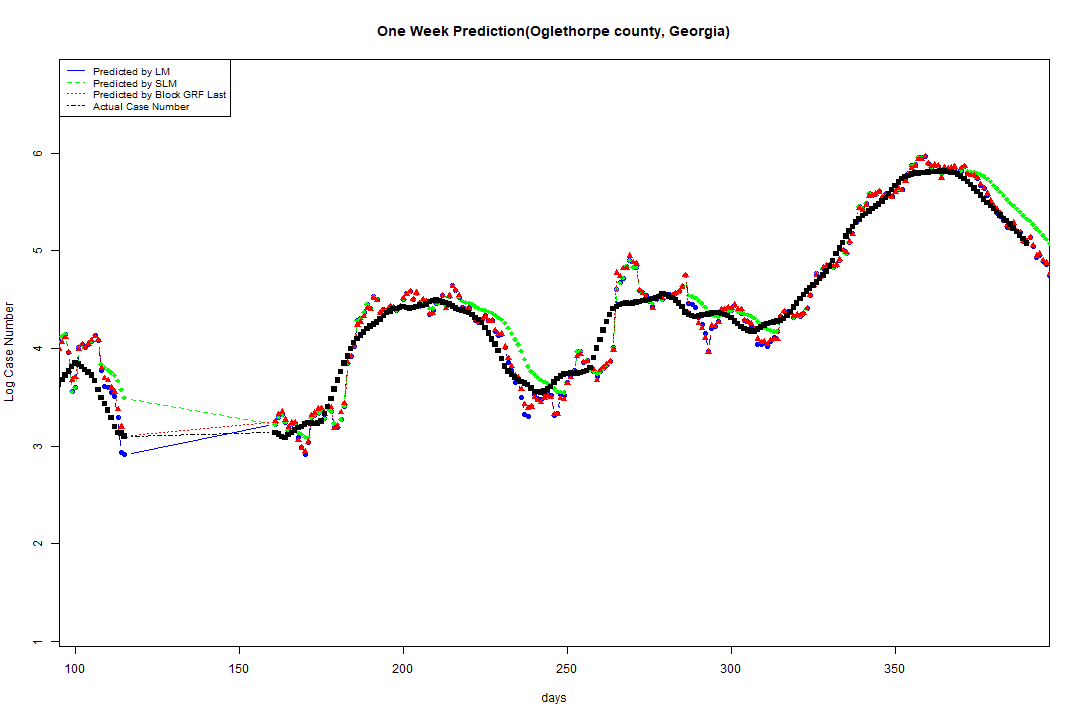 One Week Prediction(Oglethorpe county, Georgia)
Predicted by LM
Predicted by SLM
Predicted by Block GRF Last
Actual Case Number
Log Case Number
6
5
4
3
2
1
100 150 200 250 300 350
days